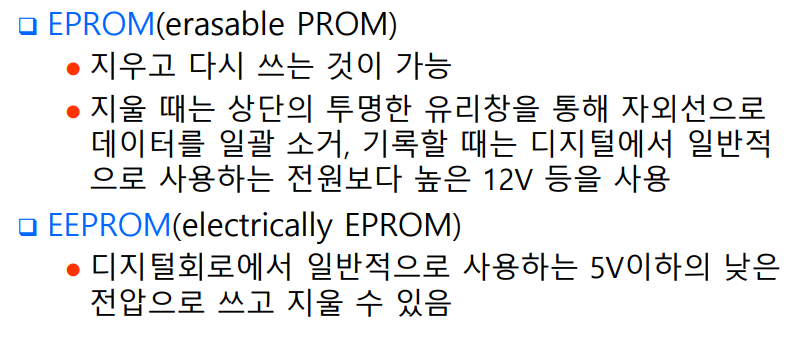 EPROM(erasable PROM)
지우고 다시 쓰는 것이 가능
지울 때는 상단의 투명한 유리창을 통해 자외선으로
데이터를 일괄 소거, 기록할 때는 디지털에서 일반적
으로 사용하는 전원보다 높은 12V 등을 사용
EEPROM(electrically EPROM)
디지털회로에서 일반적으로 사용하는 5V이하의 낮은
전압으로 쓰고 지울 수 있음